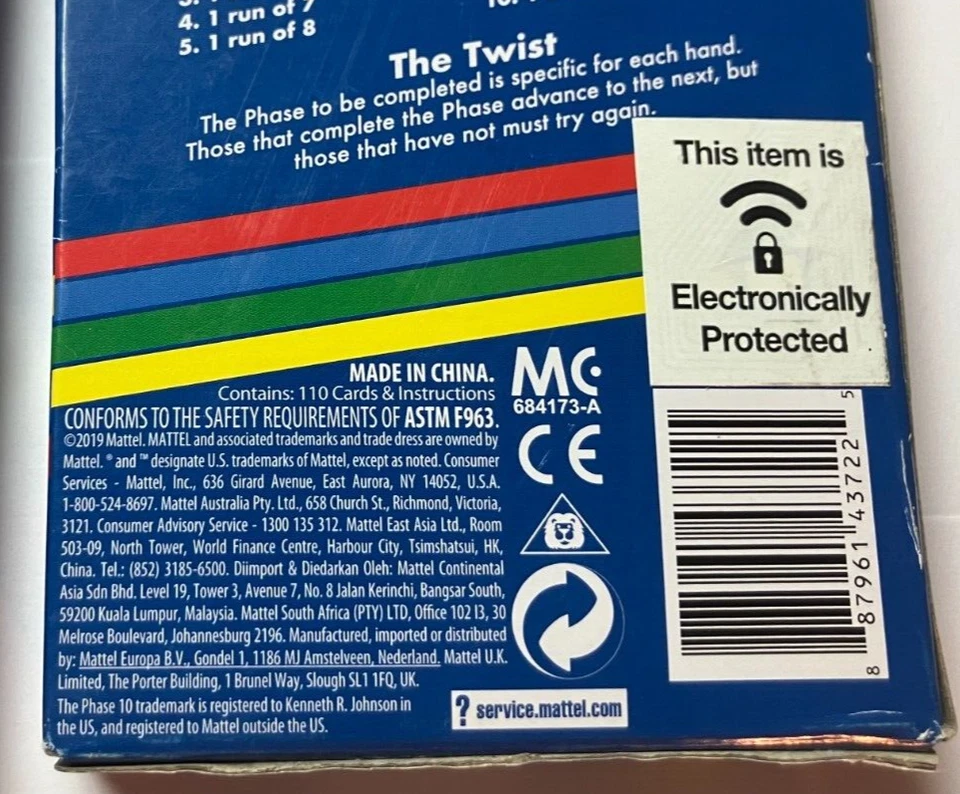 4. 1 run of 7
5. 1 run of 8
The Twist
The Phase to be completed is specific for each hand.
Those that complete the Phase advance to the next, but
those that have not must try again.
This item is
Electronically
Protected
MADE IN CHINA.
Contains: 110 Cards & Instructions
CONFORMS TO THE SAFETY REQUIREMENTS OF ASTM F963.
©2019 Mattel. MATTEL and associated trademarks and trade dress are owned by
Mattel. ® and ™ designate U.S. trademarks of Mattel, except as noted. Consumer
Services - Mattel, Inc., 636 Girard Avenue, East Aurora, NY 14052, U.S.A.
1-800-524-8697. Mattel Australia Pty. Ltd., 658 Church St., Richmond, Victoria,
3121. Consumer Advisory Service - 1300 135 312. Mattel East Asia Ltd., Room
503-09, North Tower, World Finance Centre, Harbour City, Tsimshatsui, HK,
China. Tel.: (852) 3185-6500. Diimport & Diedarkan Oleh: Mattel Continental
Asia Sdn Bhd. Level 19, Tower 3, Avenue 7, No. 8 Jalan Kerinchi, Bangsar South,
59200 Kuala Lumpur, Malaysia. Mattel South Africa (PTY) LTD, Office 102 I3, 30
Melrose Boulevard, Johannesburg 2196. Manufactured, imported or distributed
by: Mattel Europa B.V., Gondel 1, 1186 MJ Amstelveen, Nederland. Mattel U.K.
Limited, The Porter Building, 1 Brunel Way, Slough SL1 1FQ, UK.
The Phase 10 trademark is registered to Kenneth R. Johnson in
the US, and registered to Mattel outside the US.
MC
684173-A
CE
? service.mattel.com
8 87961 43722 5